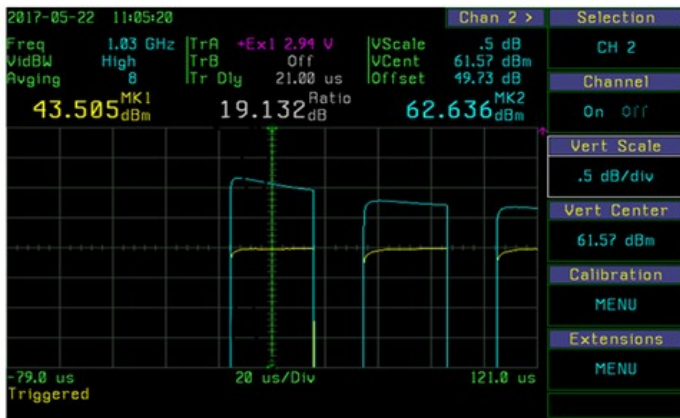 2017-05-22 11:05:20 Chan 2 > Selection
Freq 1.03 GHz TrA +Ex1 2.94 V VScale .5 dB CH 2
VidBW High TrB Off VCent 61.57 dBm
Avging 8 Tr Dly 21.00 us Offset 49.73 dB Channel
43.505 MK1 dBm 19.132 Ratio dB 62.636 MK2 dBm On Off
Vert Scale
.5 dB/div
Vert Center
61.57 dBm
Calibration
MENU
Extensions
MENU
-79.0 us 20 us/Div 121.0 us
Triggered